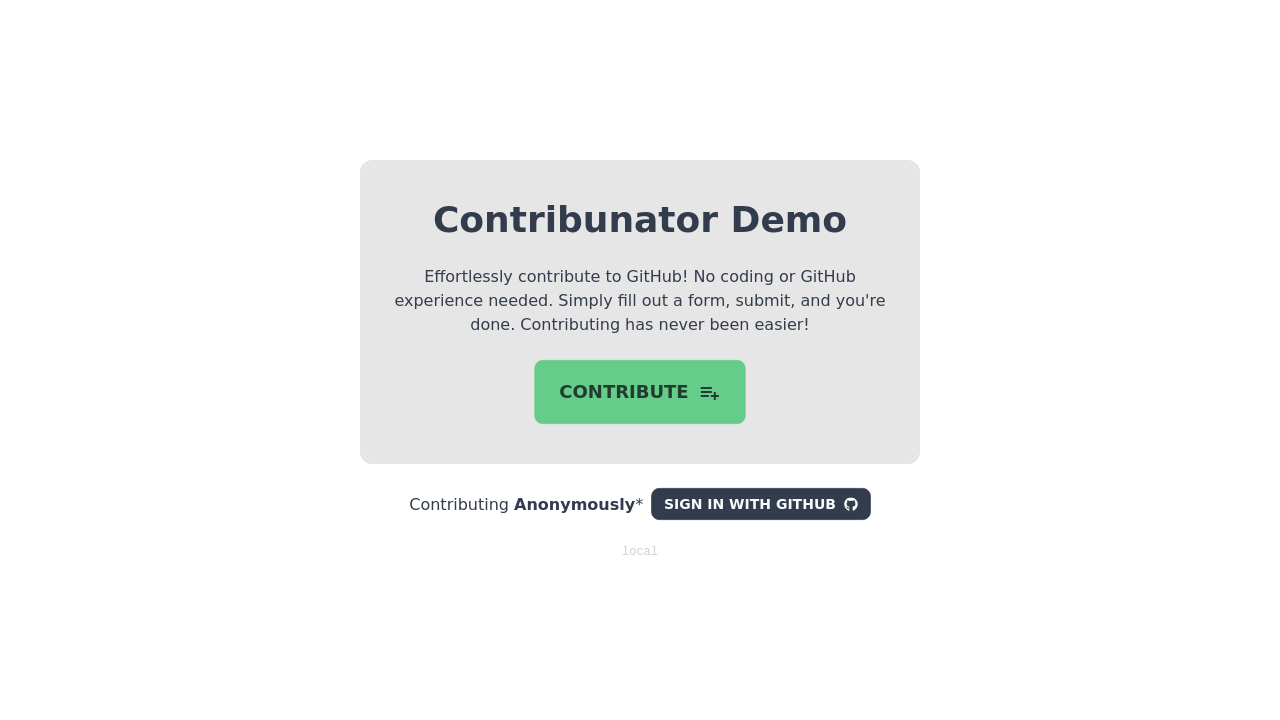 Contribunator Demo
Effortlessly contribute to GitHub! No coding or GitHub
experience needed. Simply fill out a form, submit, and you're
done. Contributing has never been easier!
CONTRIBUTE
Contributing Anonymously* SIGN IN WITH GITHUB
local